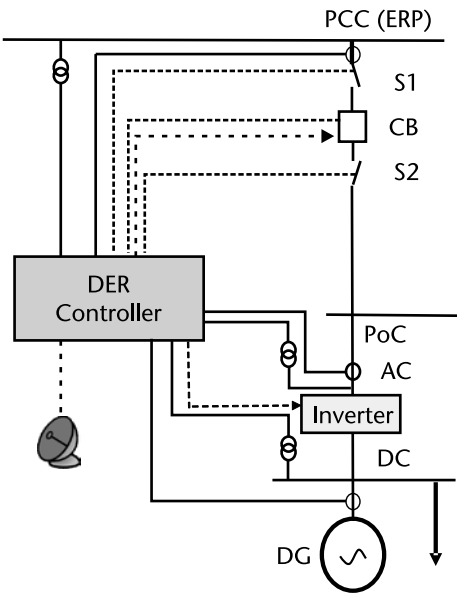 PCC (ERP)
S1
CB
S2
DER
Controller
PoC
AC
Inverter
DC
DG